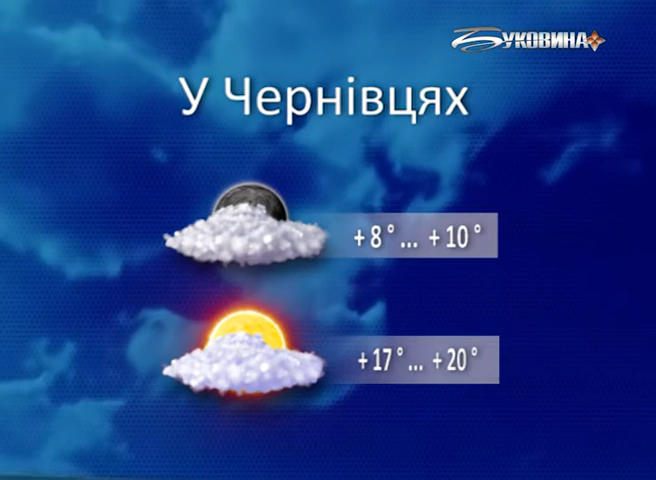 БУКОВИНА
У Чернівцях
+ 8 ° ... + 10 °
+ 17 ° ... + 20 °